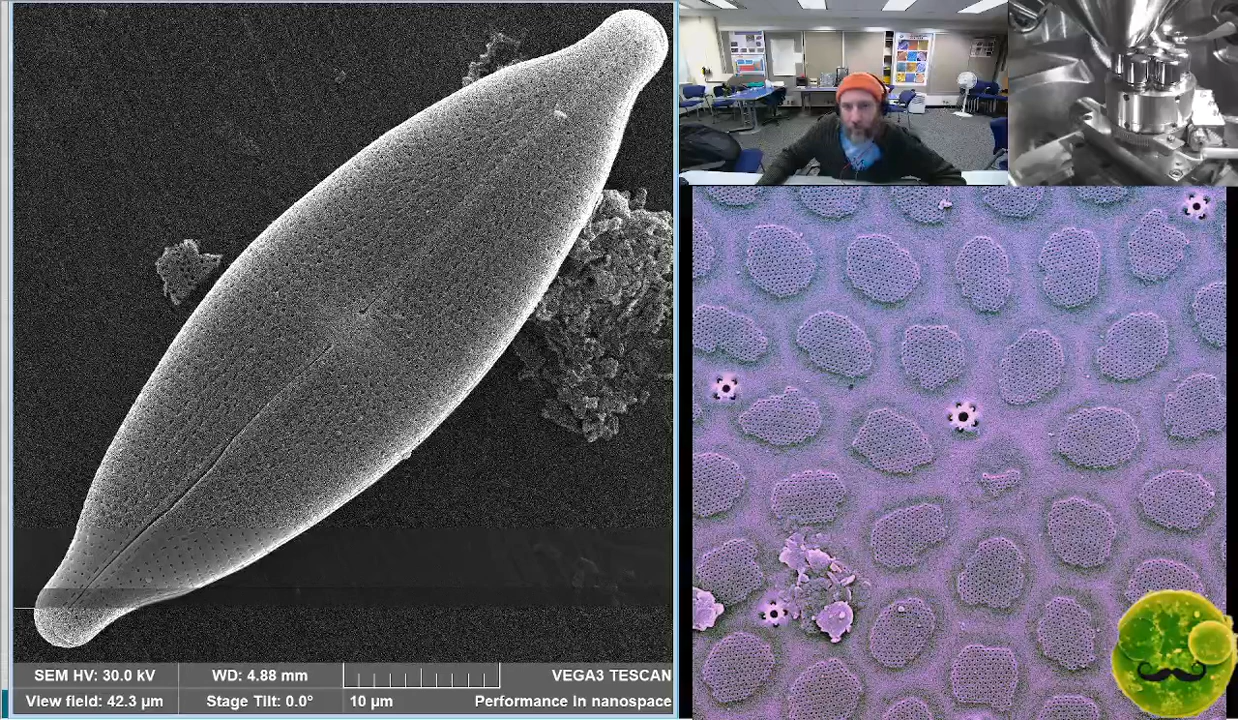 SEM HV: 30.0 kV
WD: 4.88 mm
VEGA3 TESCAN
View field: 42.3 µm
Stage Tilt: 0.0°
10 µm
Performance in nanospace